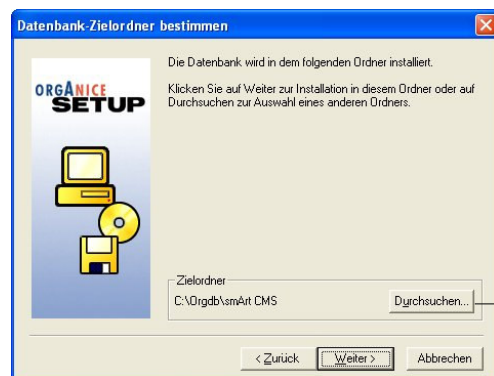 Datenbank-Zielordner bestimmen
Die Datenbank wird in dem folgenden Ordner installiert.
Klicken Sie auf Weiter zur Installation in diesem Ordner oder auf
Durchsuchen zur Auswahl eines anderen Ordners.
ORGANICE
SETUP
Zielordner
C:\Orgdb\smArt CMS
Durchsuchen...
< Zurück
Weiter >
Abbrechen